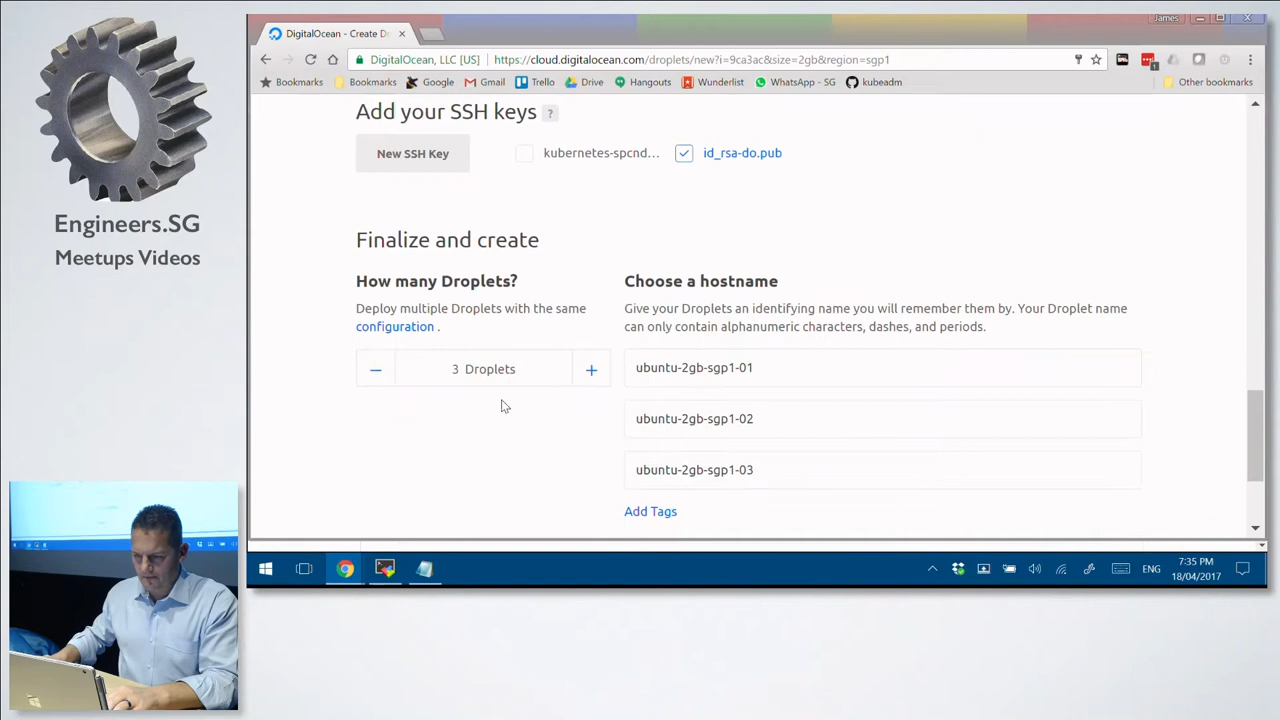 Engineers.SG
Meetups Videos
James
DigitalOcean - Create Dr
DigitalOcean, LLC [US]
https://cloud.digitalocean.com/droplets/new?i=9ca3ac&size=2gb&region=sgp1
Bookmarks
Bookmarks
Google
Gmail
Trello
Drive
Hangouts
Wunderlist
WhatsApp - SG
kubeadm
Other bookmarks
Add your SSH keys ?
New SSH Key
kubernetes-spcnd...
id_rsa-do.pub
Finalize and create
How many Droplets?
Deploy multiple Droplets with the same
configuration .
3 Droplets
Choose a hostname
Give your Droplets an identifying name you will remember them by. Your Droplet name
can only contain alphanumeric characters, dashes, and periods.
ubuntu-2gb-sgp1-01
ubuntu-2gb-sgp1-02
ubuntu-2gb-sgp1-03
Add Tags
ENG
7:35 PM
18/04/2017